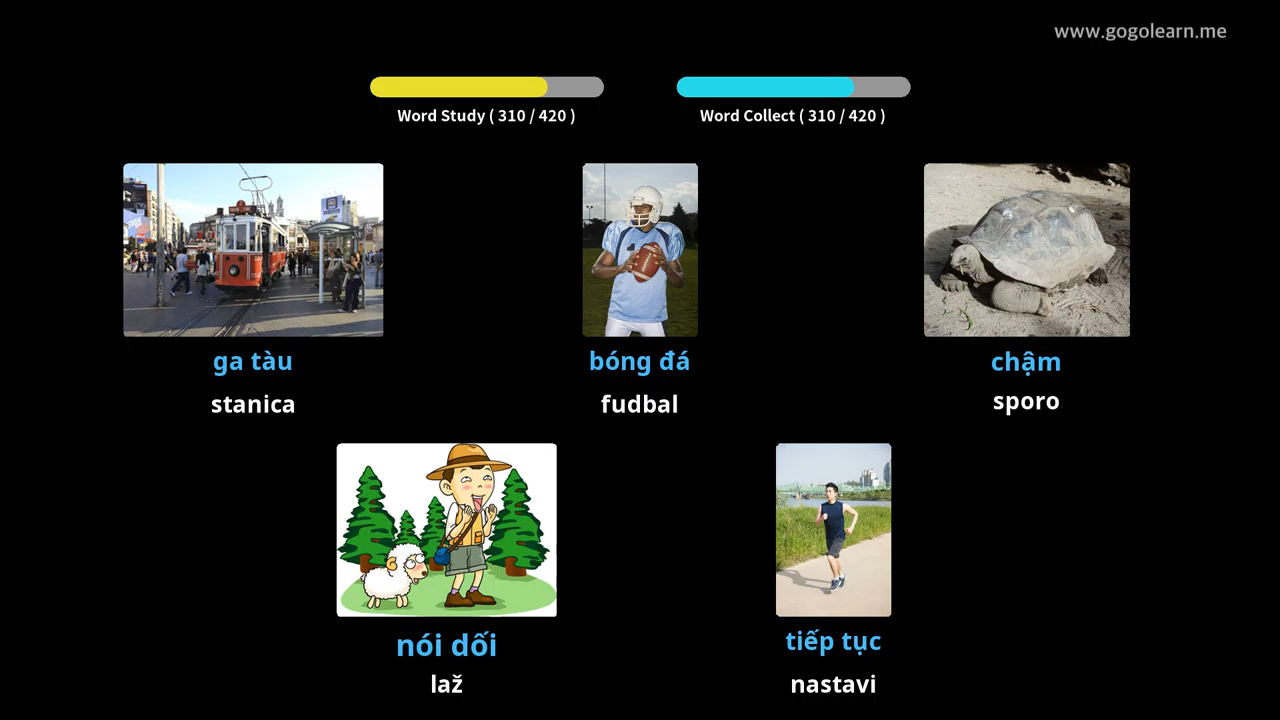 www.gogolearn.me
Word Study ( 310 / 420 )
Word Collect ( 310 / 420 )
ga tàu
stanica
bóng đá
fudbal
chậm
sporo
nói dối
laž
tiếp tục
nastavi